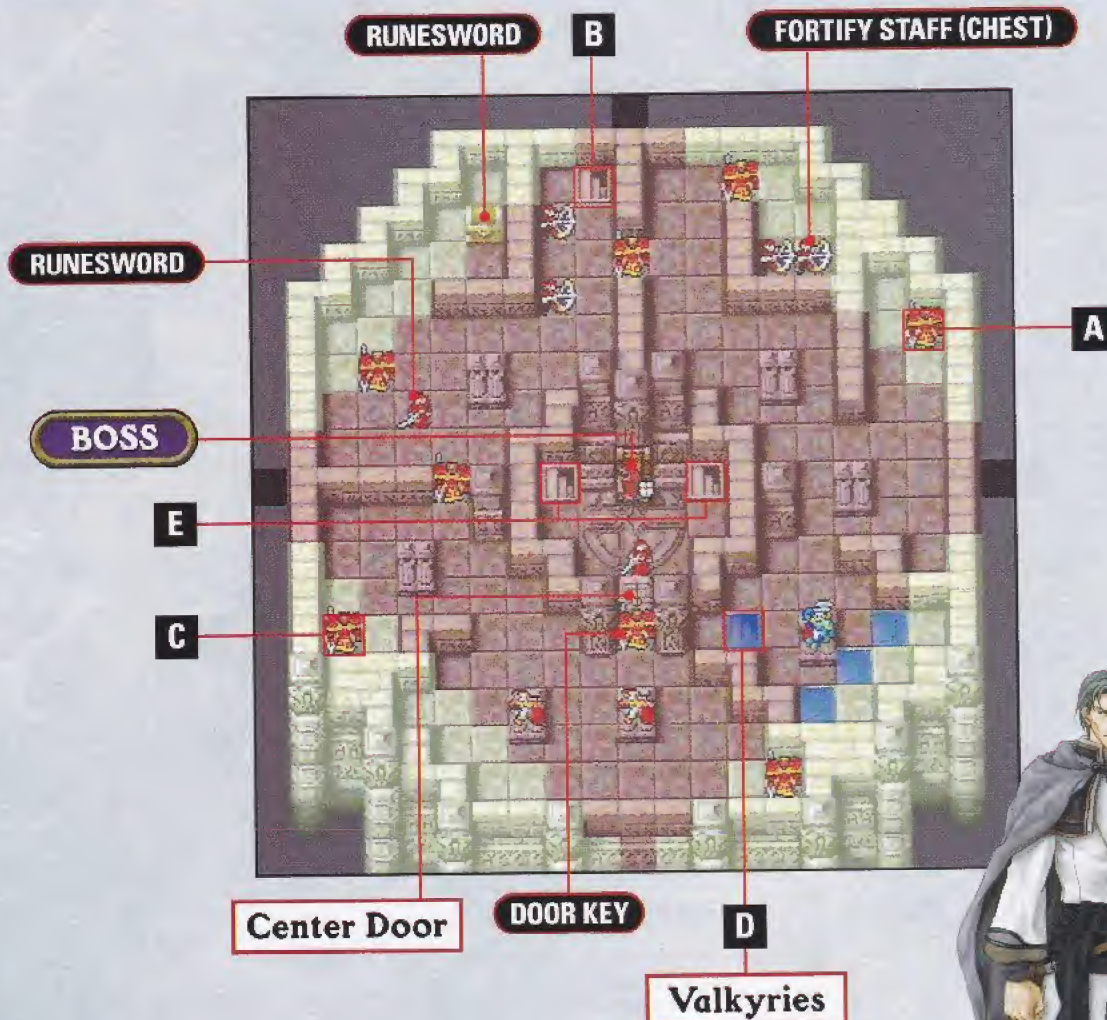 RUNESWORD
B
FORTIFY STAFF (CHEST)
RUNESWORD
A
BOSS
E
C
Center Door
DOOR KEY
D
Valkyries